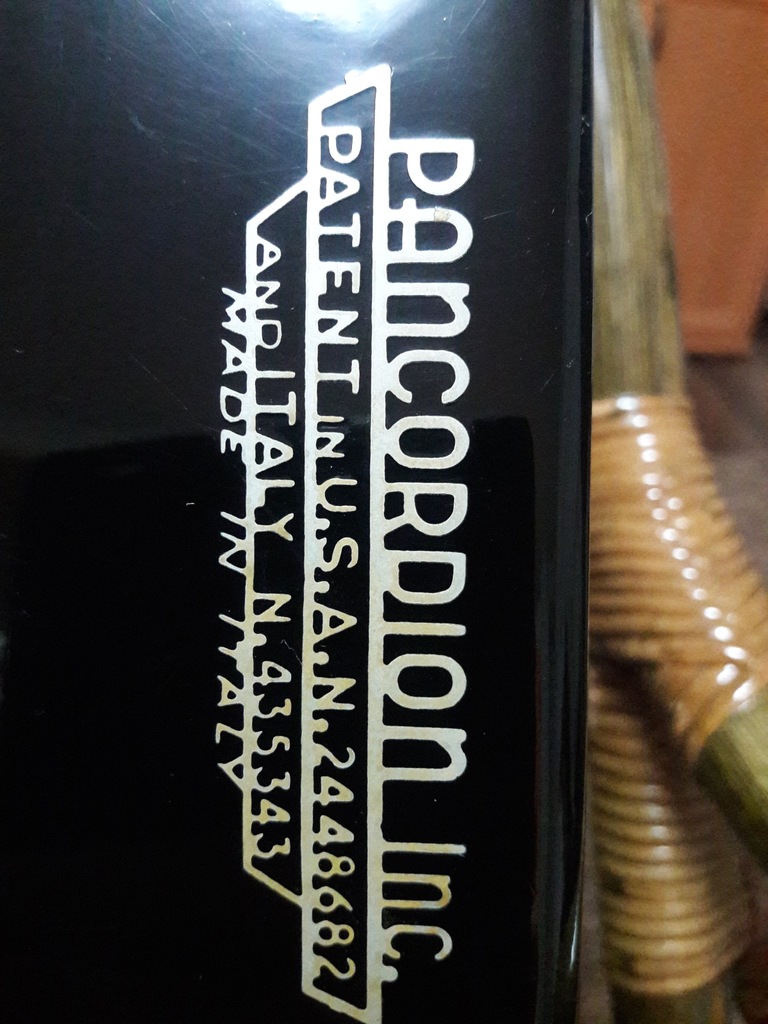 PANCORDION Inc.
PATENT IN U.S.A. N. 2448682
AND ITALY N. 435343
MADE IN ITALY